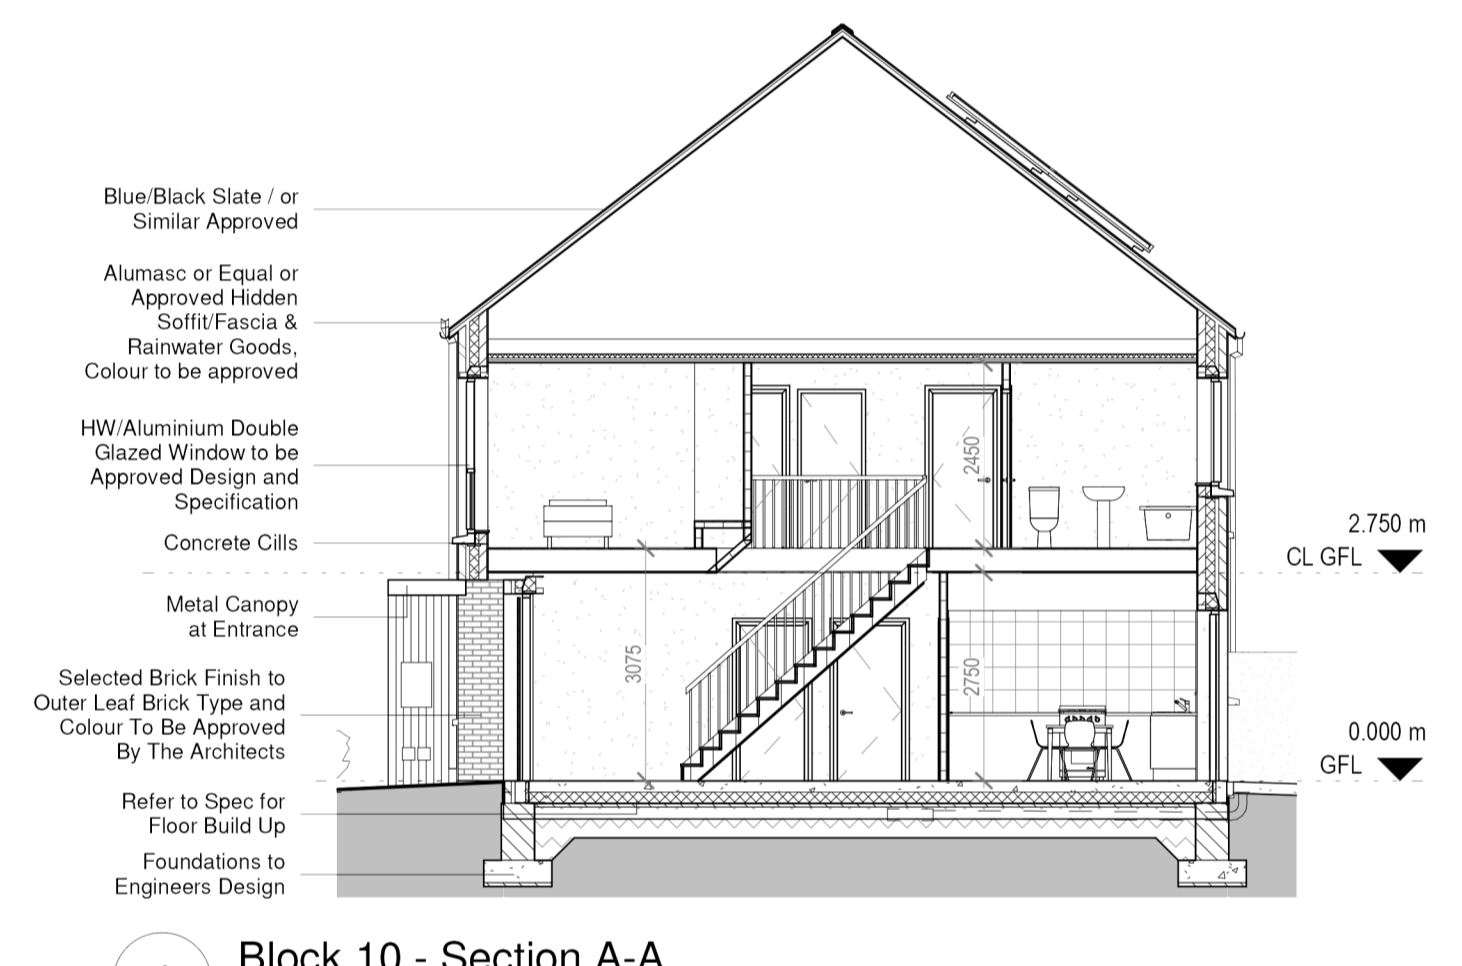 Blue/Black Slate / or
Similar Approved
Alumasc or Equal or
Approved Hidden
Soffit/Fascia &
Rainwater Goods,
Colour to be approved
HW/Aluminium Double
Glazed Window to be
Approved Design and
Specification
Concrete Cills
Metal Canopy
at Entrance
Selected Brick Finish to
Outer Leaf Brick Type and
Colour To Be Approved
By The Architects
Refer to Spec for
Floor Build Up
Foundations to
Engineers Design
2450
3075
2750
2.750 m
CL GFL
0.000 m
GFL
Block 10 - Section A-A